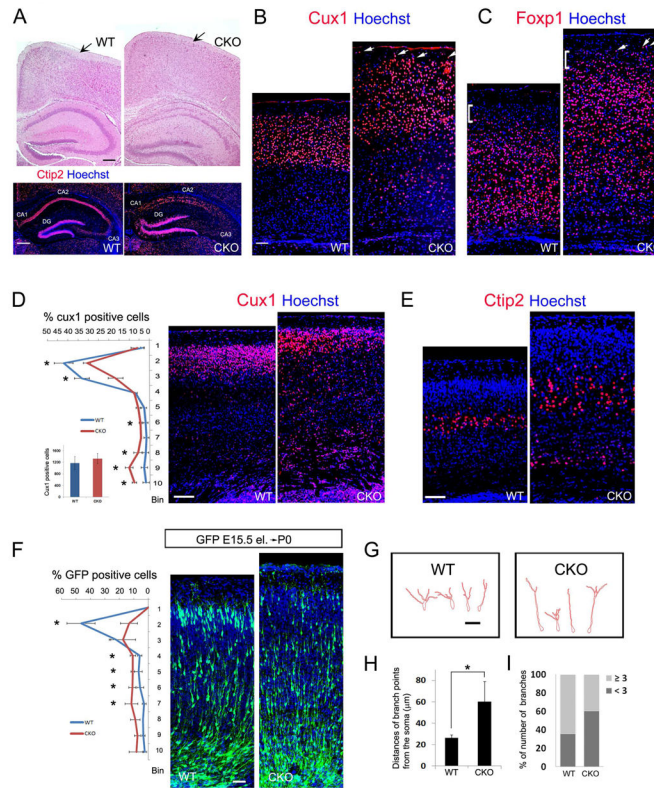 A
WT
CKO
Ctip2 Hoechst
CA2
CA1
DG
CA3
WT
CA2
CA1
DG
CA3
CKO
B
Cux1 Hoechst
WT
CKO
C
Foxp1 Hoechst
WT
CKO
D
% cux1 positive cells
50 45 40 35 30 25 20 15 10 5 0
1
2
3
4
5
6
7
8
9
10
Bin
*
*
*
*
*
*
WT
CKO
Cux1 positive cells
1200
800
400
0
WT CKO
Cux1 Hoechst
WT
CKO
E
Ctip2 Hoechst
WT
CKO
F
GFP E15.5 el. →P0
% GFP positive cells
60 50 40 30 20 10 0
1
2
3
4
5
6
7
8
9
10
Bin
*
*
*
*
*
WT
CKO
WT
CKO
G
WT
CKO
H
Distances of branch points
from the soma (μm)
100
80
60
40
20
0
*
WT CKO
I
% of number of branches
100
80
60
40
20
0
≥ 3
< 3
WT CKO